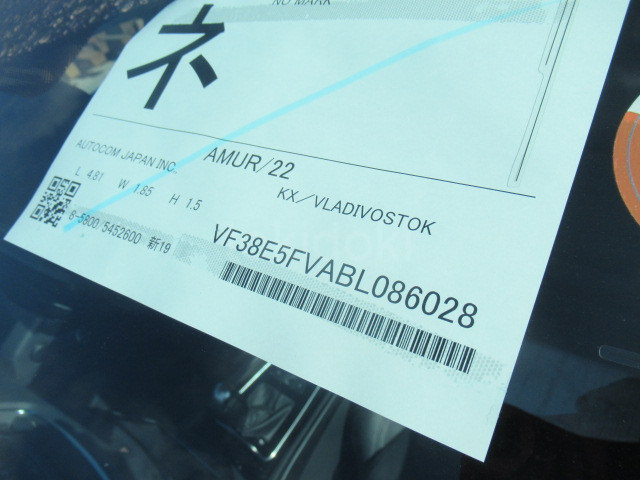 NO MARK
ネ
AUTOCOM JAPAN INC.
AMUR/22
L 4.81 W 1.85 H 1.5
KX/VLADIVOSTOK
6-5800/5452600 新19
VF38E5FVABL086028